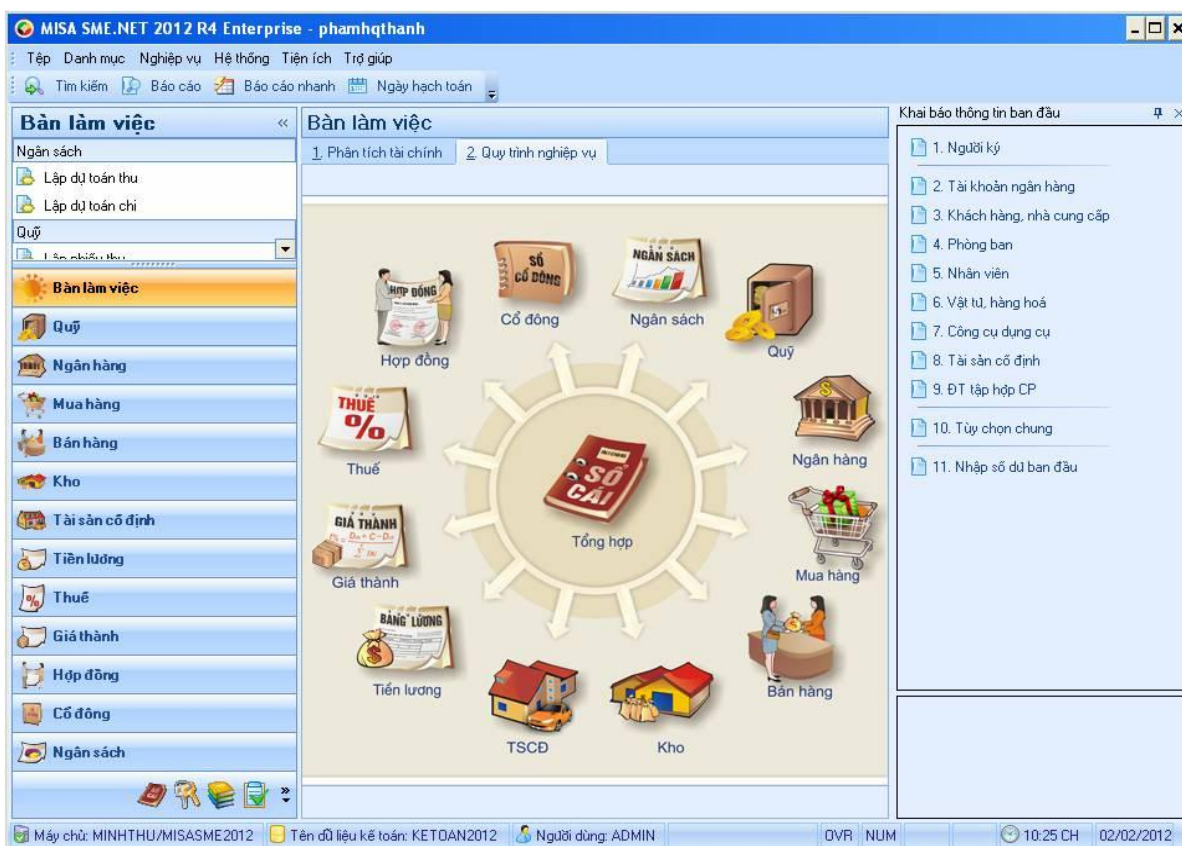 MISA SME.NET 2012 R4 Enterprise - phamhqthanh
Tệp Danh mục Nghiệp vụ Hệ thống Tiện ích Trợ giúp
Tìm kiếm Báo cáo Báo cáo nhanh Ngày hạch toán
Bàn làm việc «
Ngân sách
Lập dự toán thu
Lập dự toán chi
Quỹ
Lập phiếu thu
Bàn làm việc
Quỹ
Ngân hàng
Mua hàng
Bán hàng
Kho
Tài sản cố định
Tiền lương
Thuế
Giá thành
Hợp đồng
Cổ đông
Ngân sách
Bàn làm việc
1. Phân tích tài chính 2. Quy trình nghiệp vụ
SỔ
CỔ ĐÔNG
Cổ đông
NGÂN SÁCH
Ngân sách
HỢP ĐỒNG
Hợp đồng
Quỹ
THUẾ
%
Thuế
$
Ngân hàng
SỔ
CÁI
Tổng hợp
GIÁ THÀNH
Giá thành
Mua hàng
BẢNG LƯƠNG
$
Tiền lương
$
Bán hàng
TSCĐ
Kho
Khai báo thông tin ban đầu
1. Người ký
2. Tài khoản ngân hàng
3. Khách hàng, nhà cung cấp
4. Phòng ban
5. Nhân viên
6. Vật tư, hàng hoá
7. Công cụ dụng cụ
8. Tài sản cố định
9. ĐT tập hợp CP
10. Tùy chọn chung
11. Nhập số dư ban đầu
Máy chủ: MINHTHU/MISASME2012 Tên dữ liệu kế toán: KETOAN2012 Người dùng: ADMIN OVR NUM 10:25 CH 02/02/2012